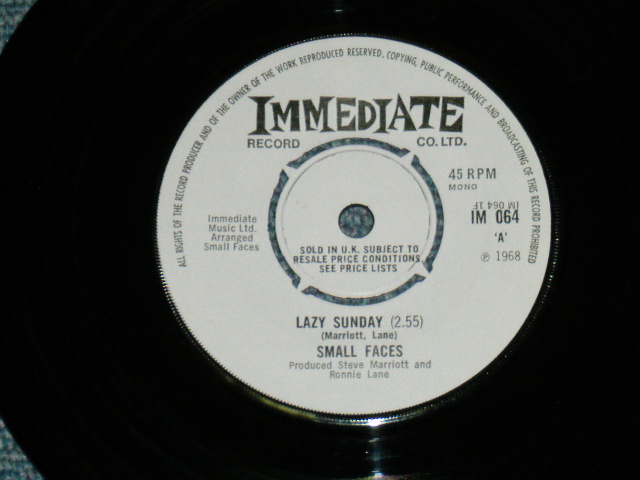 ALL RIGHTS OF THE RECORD PRODUCER AND OF THE OWNER OF THE WORK REPRODUCED RESERVED. COPYING, PUBLIC PERFORMANCE AND BROADCASTING OF THIS RECORD PROHIBITED
IMMEDIATE
RECORD CO. LTD.
45 RPM
MONO
IM 064 1F
IM 064
'A'
℗ 1968
Immediate
Music Ltd.
Arranged
Small Faces
SOLD IN U.K. SUBJECT TO
RESALE PRICE CONDITIONS,
SEE PRICE LISTS
LAZY SUNDAY (2.55)
(Marriott, Lane)
SMALL FACES
Produced Steve Marriott and
Ronnie Lane